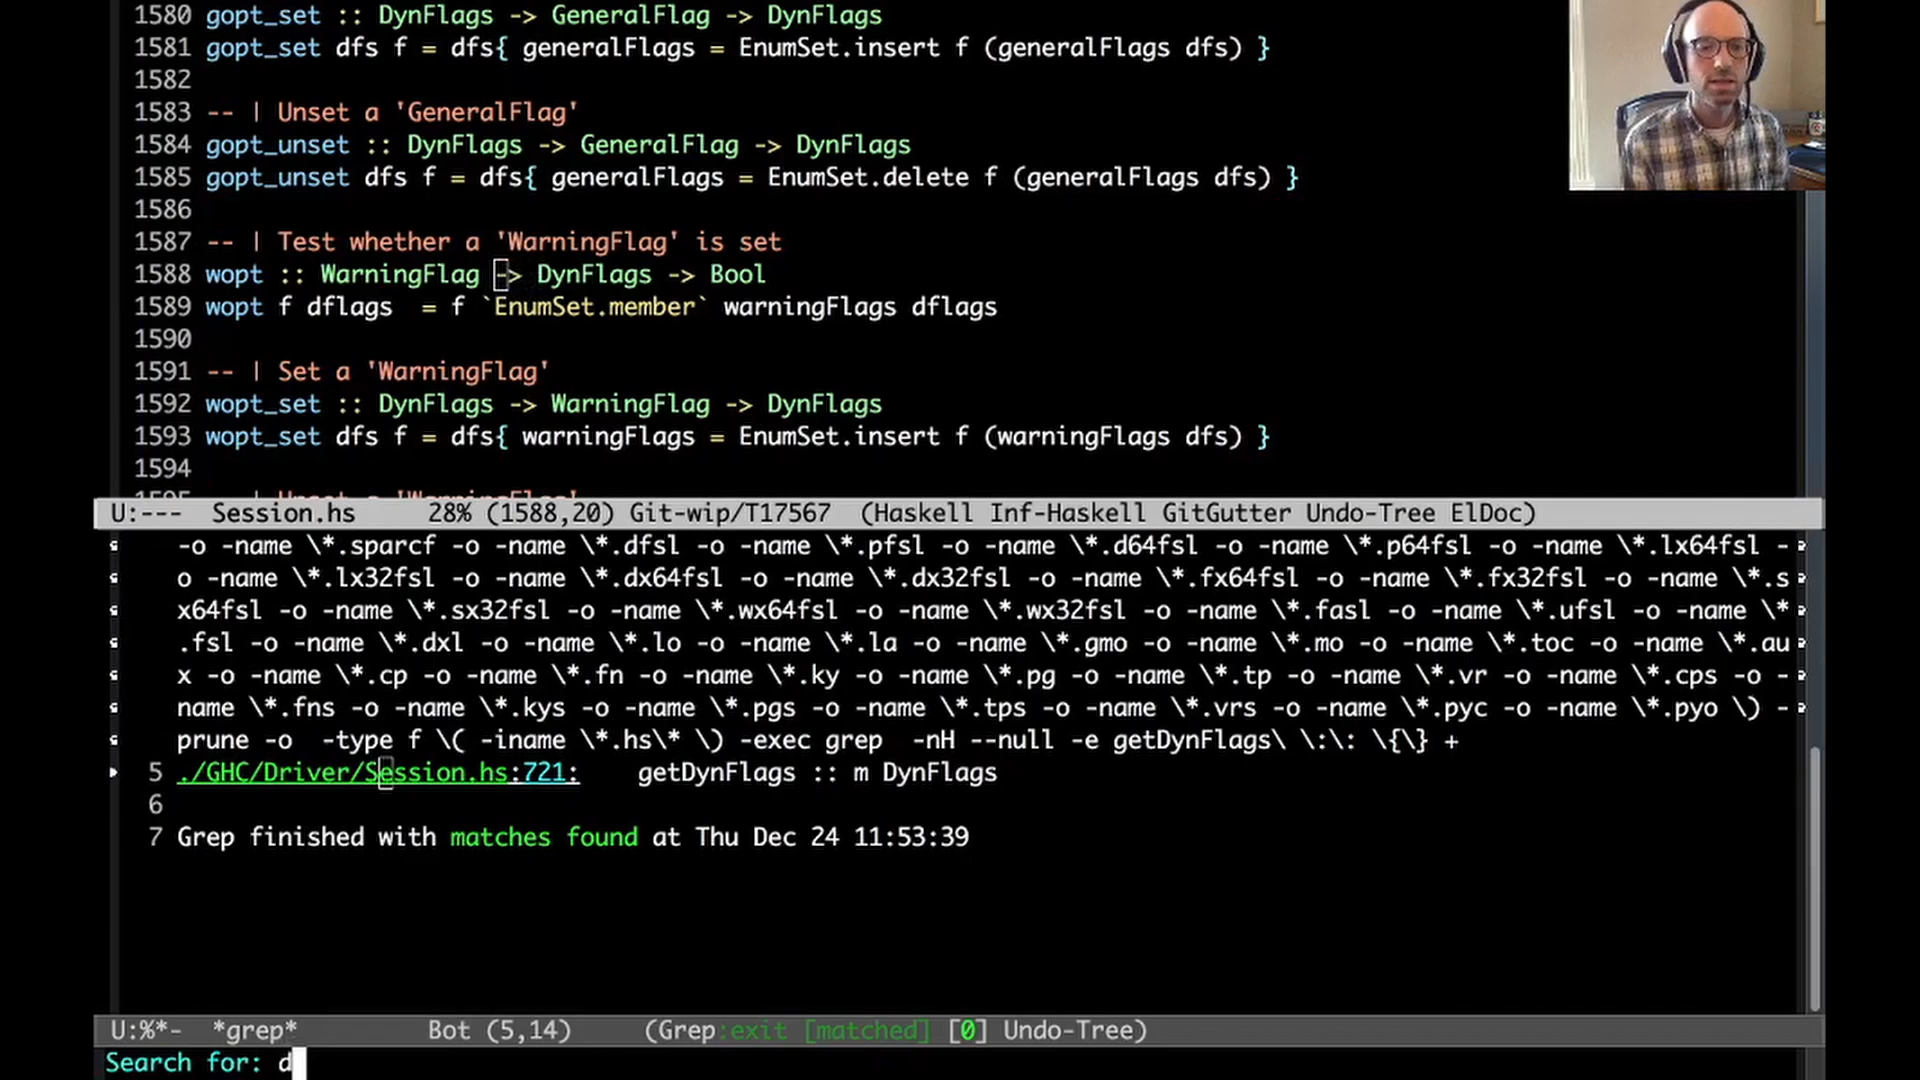 1580 gopt_set :: DynFlags -> GeneralFlag -> DynFlags
1581 gopt_set dfs f = dfs{ generalFlags = EnumSet.insert f (generalFlags dfs) }
1582
1583 -- | Unset a 'GeneralFlag'
1584 gopt_unset :: DynFlags -> GeneralFlag -> DynFlags
1585 gopt_unset dfs f = dfs{ generalFlags = EnumSet.delete f (generalFlags dfs) }
1586
1587 -- | Test whether a 'WarningFlag' is set
1588 wopt :: WarningFlag -> DynFlags -> Bool
1589 wopt f dflags  = f `EnumSet.member` warningFlags dflags
1590
1591 -- | Set a 'WarningFlag'
1592 wopt_set :: DynFlags -> WarningFlag -> DynFlags
1593 wopt_set dfs f = dfs{ warningFlags = EnumSet.insert f (warningFlags dfs) }
1594
U:--- Session.hs 28% (1588,20) Git-wip/T17567 (Haskell Inf-Haskell GitGutter Undo-Tree ElDoc)
-o -name \*.sparcf -o -name \*.dfsl -o -name \*.pfsl -o -name \*.d64fsl -o -name \*.p64fsl -o -name \*.lx64fsl -
o -name \*.lx32fsl -o -name \*.dx64fsl -o -name \*.dx32fsl -o -name \*.fx64fsl -o -name \*.fx32fsl -o -name \*.s
x64fsl -o -name \*.sx32fsl -o -name \*.wx64fsl -o -name \*.wx32fsl -o -name \*.fasl -o -name \*.ufsl -o -name \*
.fsl -o -name \*.dxl -o -name \*.lo -o -name \*.la -o -name \*.gmo -o -name \*.mo -o -name \*.toc -o -name \*.au
x -o -name \*.cp -o -name \*.fn -o -name \*.ky -o -name \*.pg -o -name \*.tp -o -name \*.vr -o -name \*.cps -o -
name \*.fns -o -name \*.kys -o -name \*.pgs -o -name \*.tps -o -name \*.vrs -o -name \*.pyc -o -name \*.pyo \) -
prune -o  -type f \( -iname \*.hs\* \) -exec grep  -nH --null -e getDynFlags\ \:\: \{\} +
5 ./GHC/Driver/Session.hs:721:    getDynFlags :: m DynFlags
6
7 Grep finished with matches found at Thu Dec 24 11:53:39
U:%*- *grep* Bot (5,14) (Grep:exit [matched] [0] Undo-Tree)
Search for: d